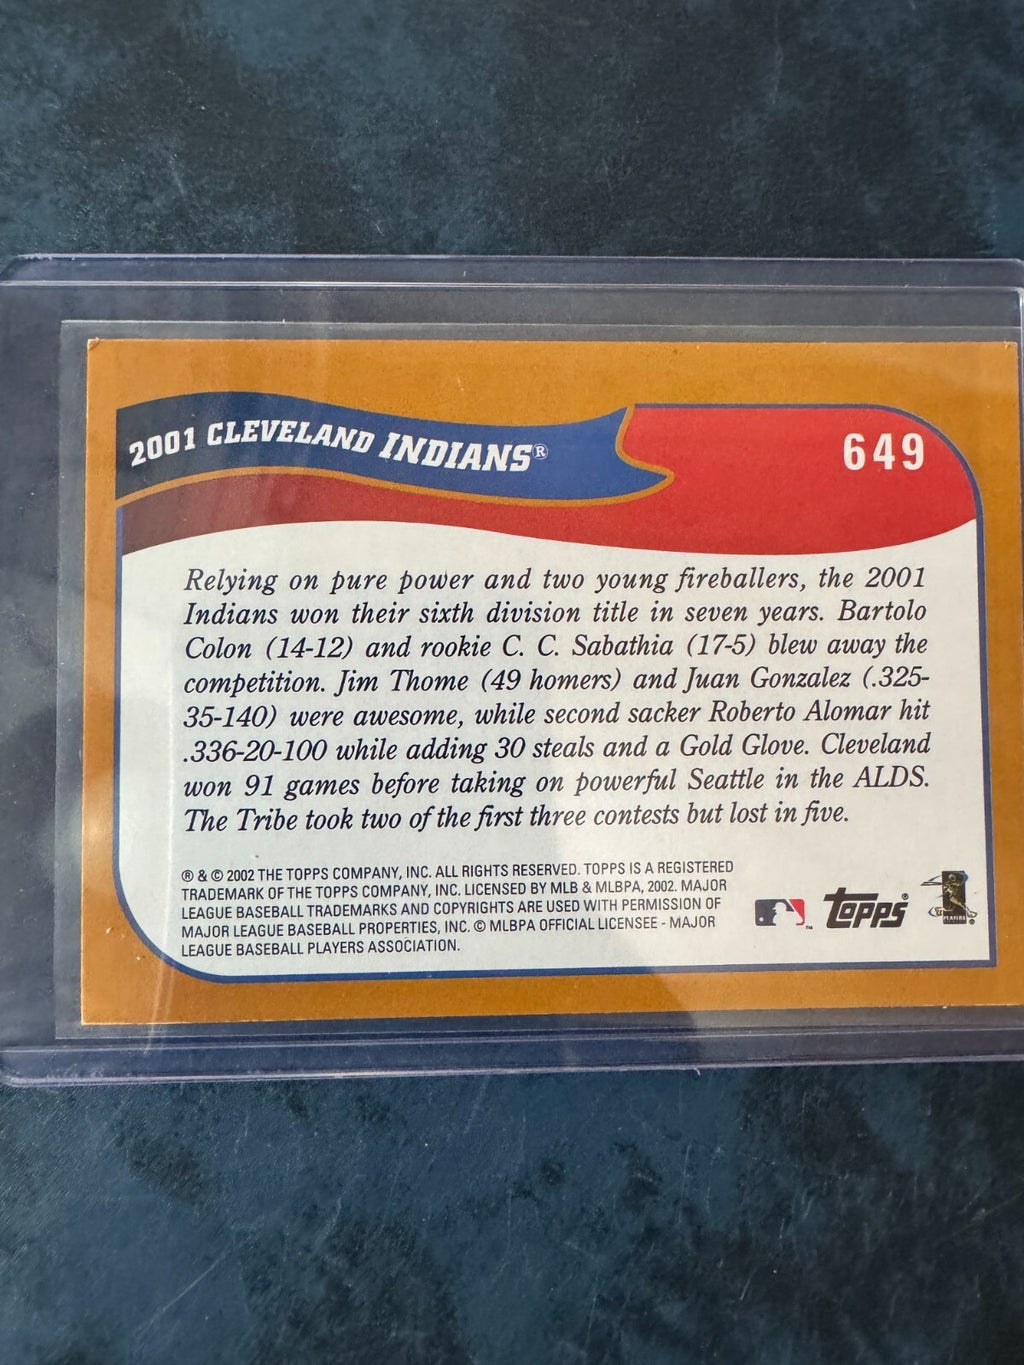 2001 CLEVELAND INDIANS®
649
Relying on pure power and two young fireballers, the 2001
Indians won their sixth division title in seven years. Bartolo
Colon (14-12) and rookie C. C. Sabathia (17-5) blew away the
competition. Jim Thome (49 homers) and Juan Gonzalez (.325-
35-140) were awesome, while second sacker Roberto Alomar hit
.336-20-100 while adding 30 steals and a Gold Glove. Cleveland
won 91 games before taking on powerful Seattle in the ALDS.
The Tribe took two of the first three contests but lost in five.
® & © 2002 THE TOPPS COMPANY, INC. ALL RIGHTS RESERVED. TOPPS IS A REGISTERED
TRADEMARK OF THE TOPPS COMPANY, INC. LICENSED BY MLB & MLBPA, 2002. MAJOR
LEAGUE BASEBALL TRADEMARKS AND COPYRIGHTS ARE USED WITH PERMISSION OF
MAJOR LEAGUE BASEBALL PROPERTIES, INC. © MLBPA OFFICIAL LICENSEE - MAJOR
LEAGUE BASEBALL PLAYERS ASSOCIATION.
TM
TOPPS®
PLAYERS ®